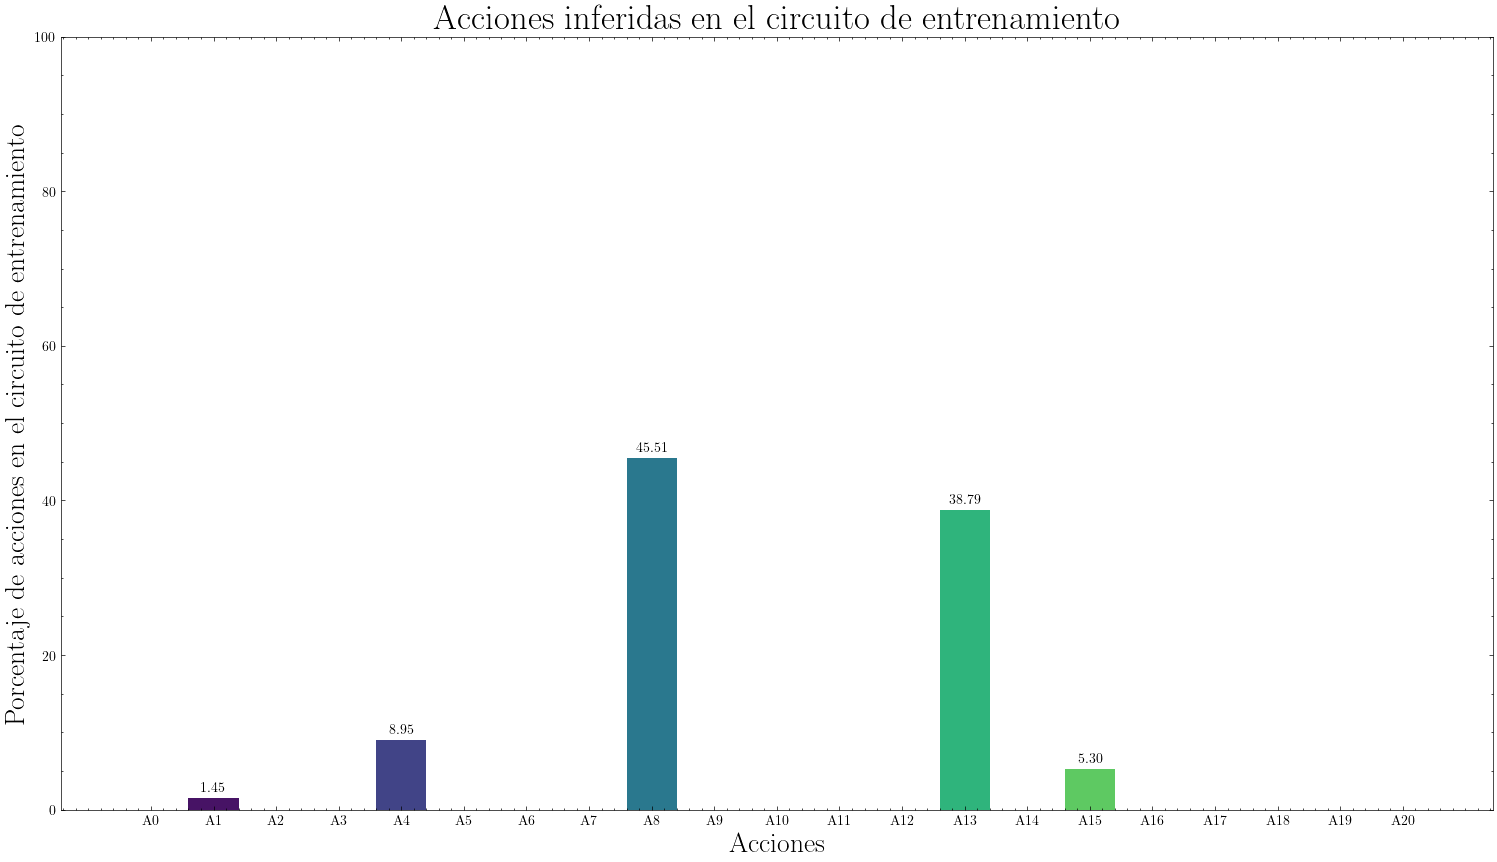 Acciones inferidas en el circuito de entrenamiento
Porcentaje de acciones en el circuito de entrenamiento
100
80
60
40
20
0
1.45
8.95
45.51
38.79
5.30
A0 A1 A2 A3 A4 A5 A6 A7 A8 A9 A10 A11 A12 A13 A14 A15 A16 A17 A18 A19 A20
Acciones